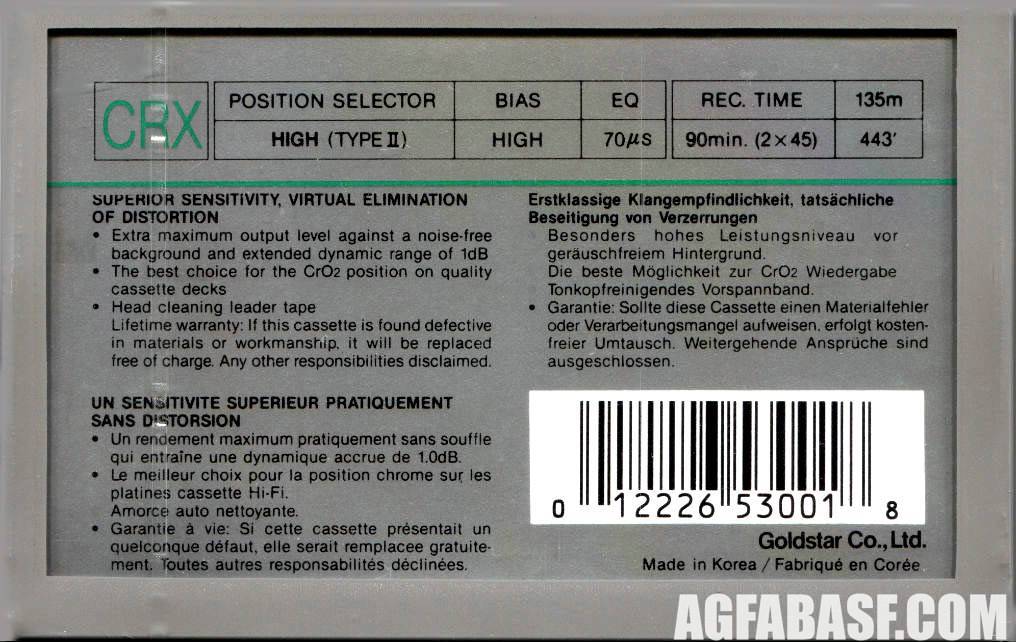 CRX
POSITION SELECTOR BIAS EQ REC. TIME 135m
HIGH (TYPE II) HIGH 70μs 90min. (2×45) 443'
SUPERIOR SENSITIVITY, VIRTUAL ELIMINATION
OF DISTORTION
• Extra maximum output level against a noise-free
background and extended dynamic range of 1dB
• The best choice for the CrO2 position on quality
cassette decks
• Head cleaning leader tape
Lifetime warranty: If this cassette is found defective
in materials or workmanship, it will be replaced
free of charge. Any other responsibilities disclaimed.
UN SENSITIVITE SUPERIEUR PRATIQUEMENT
SANS DISTORSION
• Un rendement maximum pratiquement sans souffle
qui entraîne une dynamique accrue de 1.0dB.
• Le meilleur choix pour la position chrome sur les
platines cassette Hi-Fi.
Amorce auto nettoyante.
• Garantie à vie: Si cette cassette présentait un
quelconque défaut, elle serait remplacee gratuite-
ment. Toutes autres responsabilités déclinées.
Erstklassige Klangempfindlichkeit, tatsächliche
Beseitigung von Verzerrungen
Besonders hohes Leistungsniveau vor
geräuschfreiem Hintergrund.
Die beste Möglichkeit zur CrO2 Wiedergabe
Tonkopfreinigendes Vorspannband.
• Garantie: Sollte diese Cassette einen Materialfehler
oder Verarbeitungsmangel aufweisen, erfolgt kosten-
freier Umtausch. Weitergehende Ansprüche sind
ausgeschlossen.
0 12226 53001 8
Goldstar Co., Ltd.
Made in Korea / Fabriqué en Corée
AGFABASF.COM